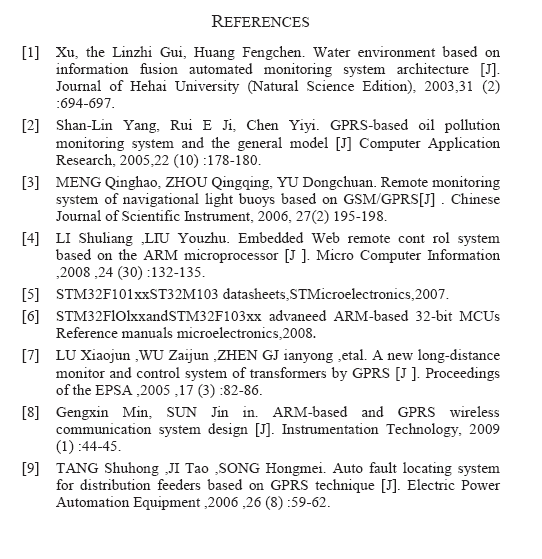 REFERENCES
[1] Xu, the Linzhi Gui, Huang Fengchen. Water environment based on
information fusion automated monitoring system architecture [J].
Journal of Hehai University (Natural Science Edition), 2003,31 (2)
:694-697.
[2] Shan-Lin Yang, Rui E Ji, Chen Yiyi. GPRS-based oil pollution
monitoring system and the general model [J] Computer Application
Research, 2005,22 (10) :178-180.
[3] MENG Qinghao, ZHOU Qingqing, YU Dongchuan. Remote monitoring
system of navigational light buoys based on GSM/GPRS[J] . Chinese
Journal of Scientific Instrument, 2006, 27(2) 195-198.
[4] LI Shuliang ,LIU Youzhu. Embedded Web remote cont rol system
based on the ARM microprocessor [J ]. Micro Computer Information
,2008 ,24 (30) :132-135.
[5] STM32F101xxST32M103 datasheets,STMicroelectronics,2007.
[6] STM32FlOlxxandSTM32F103xx advaneed ARM-based 32-bit MCUs
Reference manuals microelectronics,2008.
[7] LU Xiaojun ,WU Zaijun ,ZHEN GJ ianyong ,etal. A new long-distance
monitor and control system of transformers by GPRS [J ]. Proceedings
of the EPSA ,2005 ,17 (3) :82-86.
[8] Gengxin Min, SUN Jin in. ARM-based and GPRS wireless
communication system design [J]. Instrumentation Technology, 2009
(1) :44-45.
[9] TANG Shuhong ,JI Tao ,SONG Hongmei. Auto fault locating system
for distribution feeders based on GPRS technique [J]. Electric Power
Automation Equipment ,2006 ,26 (8) :59-62.